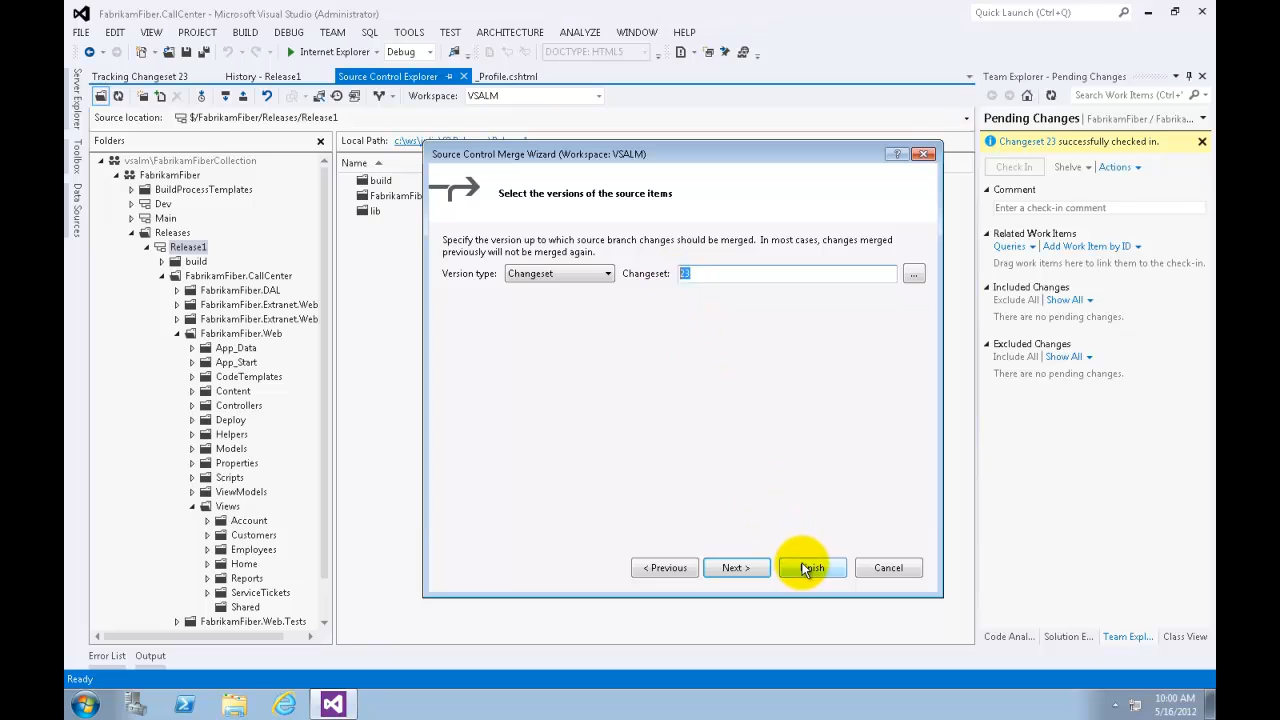 FabrikamFiber.CallCenter - Microsoft Visual Studio (Administrator)
Quick Launch (Ctrl+Q)
FILE EDIT VIEW PROJECT BUILD DEBUG TEAM SQL TOOLS TEST ARCHITECTURE ANALYZE WINDOW HELP
Internet Explorer Debug DOCTYPE: HTML5
Server Explorer
Toolbox
Data Sources
Tracking Changeset 23 History - Release1 Source Control Explorer _Profile.cshtml
Workspace: VSALM
Source location: $/FabrikamFiber/Releases/Release1
Folders
vsalm\FabrikamFiberCollection
FabrikamFiber
BuildProcessTemplates
Dev
Main
Releases
Release1
build
FabrikamFiber.CallCenter
FabrikamFiber.DAL
FabrikamFiber.Extranet.Web
FabrikamFiber.Extranet.Web
FabrikamFiber.Web
App_Data
App_Start
CodeTemplates
Content
Controllers
Deploy
Helpers
Models
Properties
Scripts
ViewModels
Views
Account
Customers
Employees
Home
Reports
ServiceTickets
Shared
FabrikamFiber.Web.Tests
Local Path:
Name
build
FabrikamFib
lib
Source Control Merge Wizard (Workspace: VSALM)
Select the versions of the source items
Specify the version up to which source branch changes should be merged. In most cases, changes merged
previously will not be merged again.
Version type: Changeset Changeset: 23 ...
< Previous Next > Cancel
Team Explorer - Pending Changes
Search Work Items (Ctrl+'
Pending Changes | FabrikamFiber / Fabrika...
Changeset 23 successfully checked in.
Check In Shelve Actions
Comment
Enter a check-in comment
Related Work Items
Queries Add Work Item by ID
Drag work items here to link them to the check-in.
Included Changes
Exclude All | Show All
There are no pending changes.
Excluded Changes
Include All | Show All
There are no pending changes.
Code Anal... Solution E... Team Expl... Class View
Error List Output
Ready
10:00 AM
5/16/2012